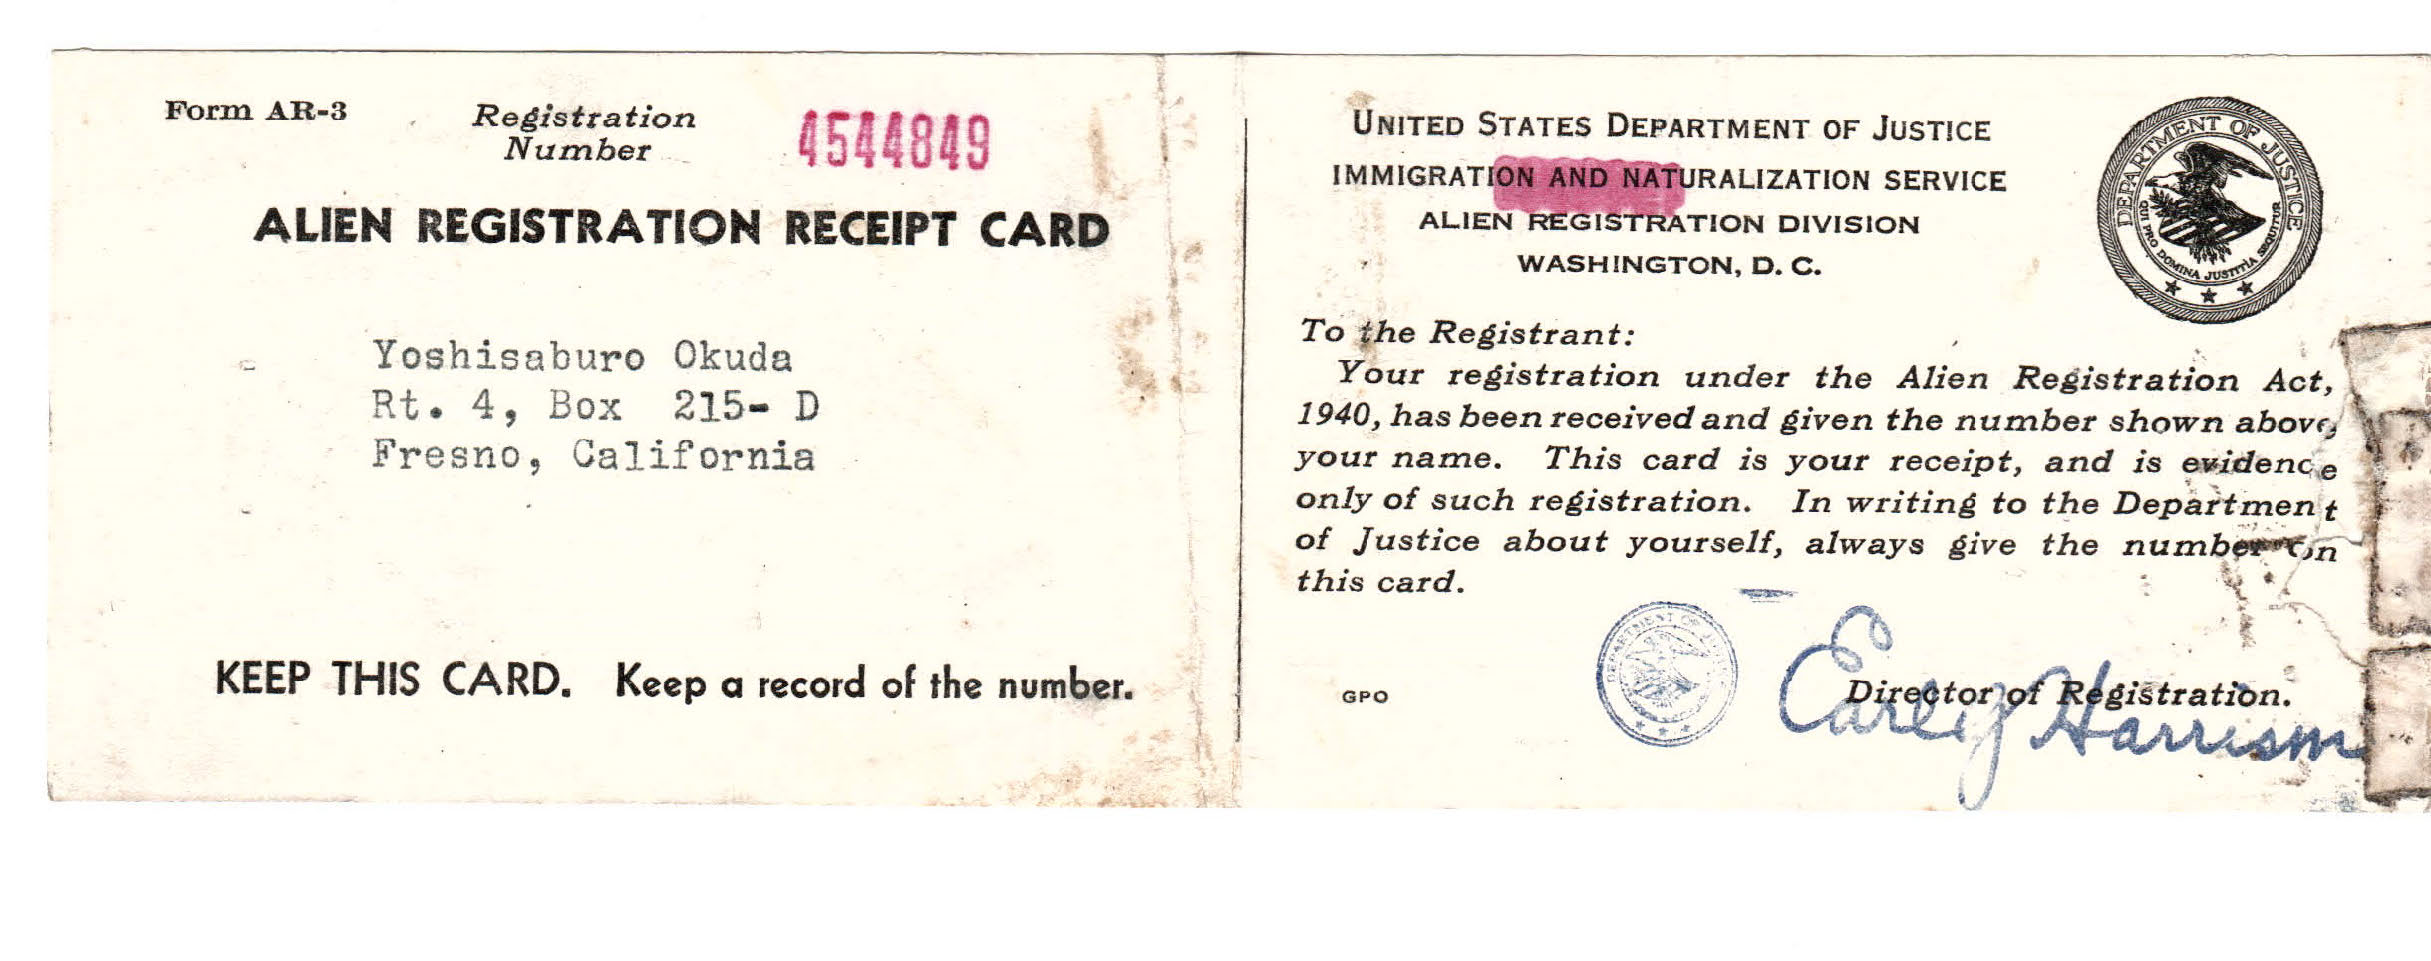 Form AR-3
Registration
Number
4544849
ALIEN REGISTRATION RECEIPT CARD
Yoshisaburo Okuda
Rt. 4, Box 215- D
Fresno, California
KEEP THIS CARD. Keep a record of the number.
UNITED STATES DEPARTMENT OF JUSTICE
IMMIGRATION AND NATURALIZATION SERVICE
ALIEN REGISTRATION DIVISION
WASHINGTON, D. C.
DEPARTMENT OF JUSTICE
QUI PRO DOMINA JUSTITIA SEQUITUR
To the Registrant:
Your registration under the Alien Registration Act,
1940, has been received and given the number shown above
your name. This card is your receipt, and is evidence
only of such registration. In writing to the Department
of Justice about yourself, always give the number on
this card.
GPO
DEPARTMENT OF JUSTICE
Director of Registration.
Earl G Harrison